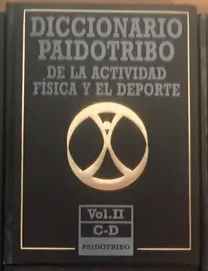 DICCIONARIO
PAIDOTRIBO
DE LA ACTIVIDAD
FÍSICA Y EL DEPORTE
Vol.II
C-D
PAIDOTRIBO